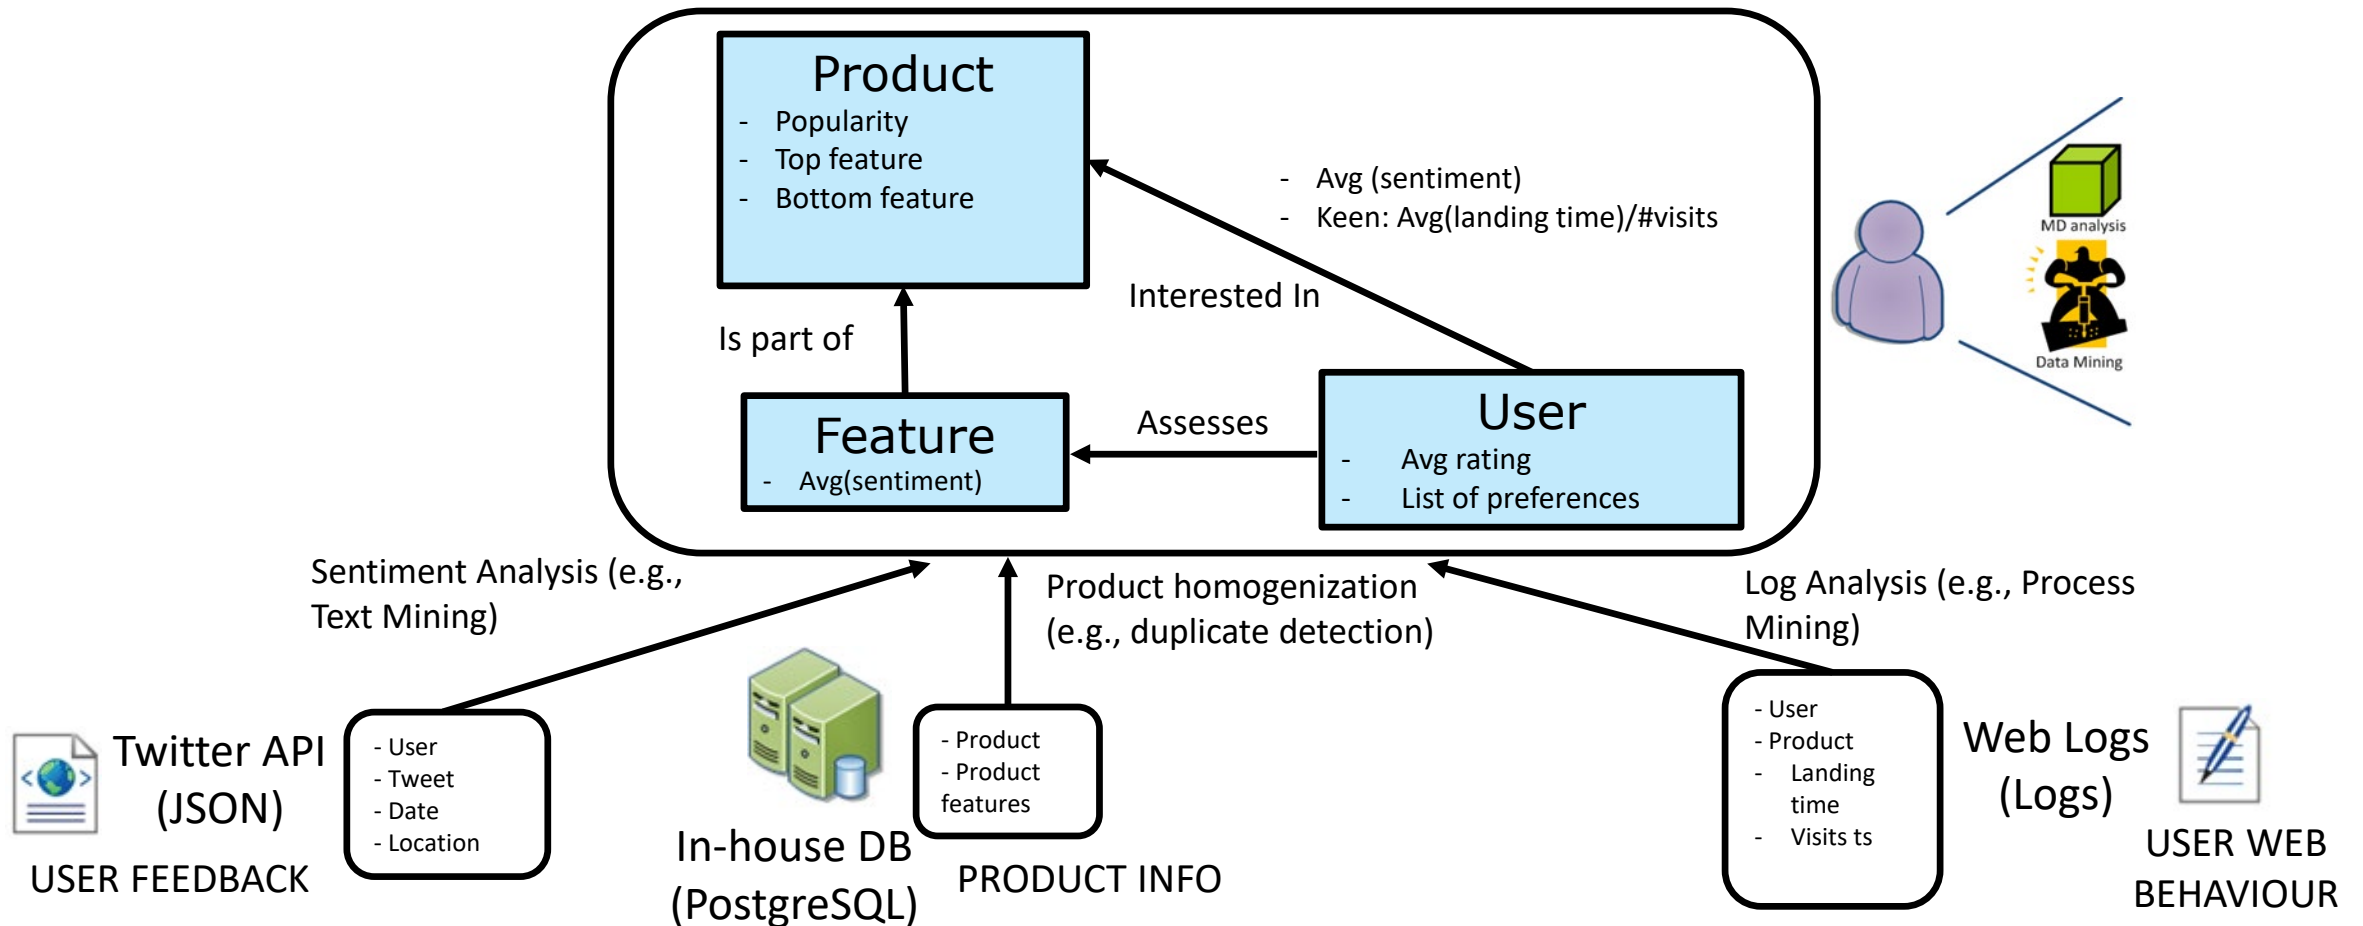 Product
- Popularity
- Top feature
- Bottom feature
- Avg (sentiment)
- Keen: Avg(landing time)/#visits
MD analysis
Data Mining
Interested In
Is part of
Feature
- Avg(sentiment)
Assesses
User
- Avg rating
- List of preferences
Sentiment Analysis (e.g.,
Text Mining)
Product homogenization
(e.g., duplicate detection)
Log Analysis (e.g., Process
Mining)
Twitter API
(JSON)
USER FEEDBACK
- User
- Tweet
- Date
- Location
In-house DB
(PostgreSQL)
- Product
- Product
features
PRODUCT INFO
- User
- Product
- Landing
time
- Visits ts
Web Logs
(Logs)
USER WEB
BEHAVIOUR